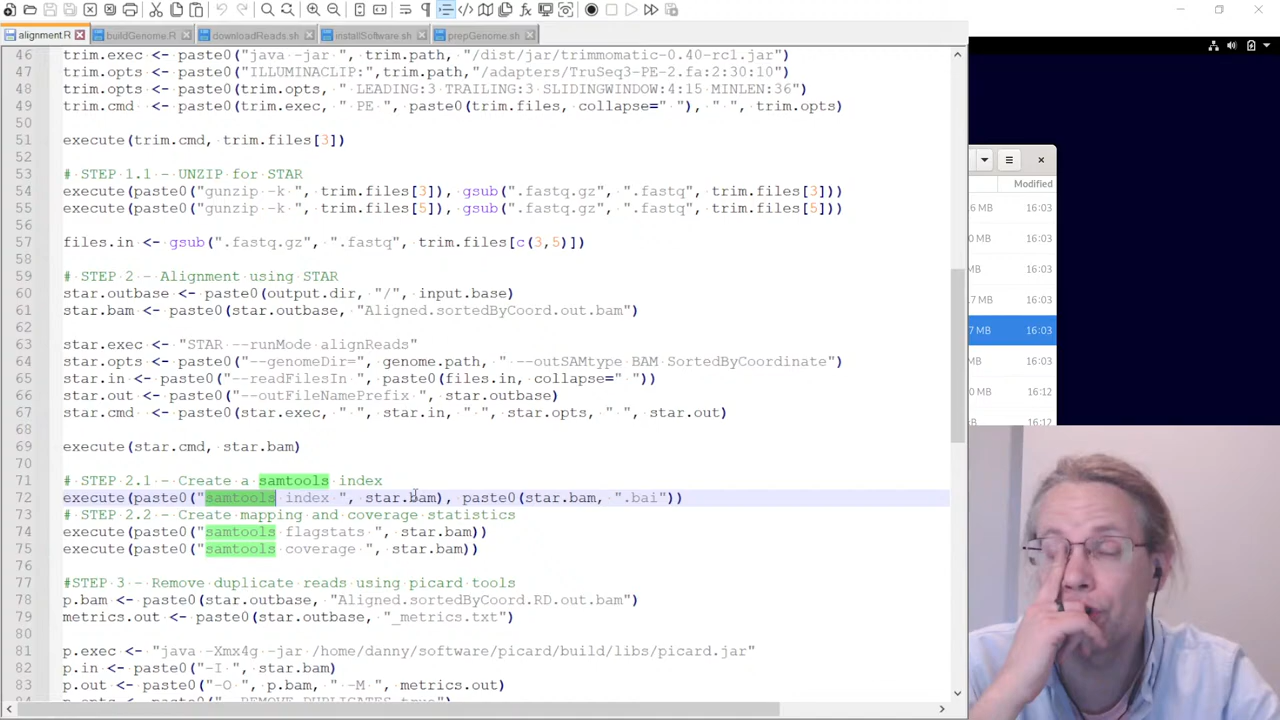 alignment.R buildGenome.R downloadReads.sh installSoftware.sh prepGenome.sh
46 trim.exec <- paste0("java -jar ", trim.path, "/dist/jar/trimmomatic-0.40-rc1.jar")
47 trim.opts <- paste0("ILLUMINACLIP:",trim.path,"/adapters/TruSeq3-PE-2.fa:2:30:10")
48 trim.opts <- paste0(trim.opts, " LEADING:3 TRAILING:3 SLIDINGWINDOW:4:15 MINLEN:36")
49 trim.cmd <- paste0(trim.exec, " PE ", paste0(trim.files, collapse=" "), " ", trim.opts)
50
51 execute(trim.cmd, trim.files[3])
52
53 # STEP 1.1 - UNZIP for STAR
54 execute(paste0("gunzip -k ", trim.files[3]), gsub(".fastq.gz", ".fastq", trim.files[3]))
55 execute(paste0("gunzip -k ", trim.files[5]), gsub(".fastq.gz", ".fastq", trim.files[5]))
56
57 files.in <- gsub(".fastq.gz", ".fastq", trim.files[c(3,5)])
58
59 # STEP 2 - Alignment using STAR
60 star.outbase <- paste0(output.dir, "/", input.base)
61 star.bam <- paste0(star.outbase, "Aligned.sortedByCoord.out.bam")
62
63 star.exec <- "STAR --runMode alignReads"
64 star.opts <- paste0("--genomeDir=", genome.path, " --outSAMtype BAM SortedByCoordinate")
65 star.in <- paste0("--readFilesIn ", paste0(files.in, collapse=" "))
66 star.out <- paste0("--outFileNamePrefix ", star.outbase)
67 star.cmd <- paste0(star.exec, " ", star.in, " ", star.opts, " ", star.out)
68
69 execute(star.cmd, star.bam)
70
71 # STEP 2.1 - Create a samtools index
72 execute(paste0("samtools index ", star.bam), paste0(star.bam, ".bai"))
73 # STEP 2.2 - Create mapping and coverage statistics
74 execute(paste0("samtools flagstats ", star.bam))
75 execute(paste0("samtools coverage ", star.bam))
76
77 #STEP 3 - Remove duplicate reads using picard tools
78 p.bam <- paste0(star.outbase, "Aligned.sortedByCoord.RD.out.bam")
79 metrics.out <- paste0(star.outbase, "_metrics.txt")
80
81 p.exec <- "java -Xmx4g -jar /home/danny/software/picard/build/libs/picard.jar"
82 p.in <- paste0("-I ", star.bam)
83 p.out <- paste0("-O ", p.bam, " -M ", metrics.out)
Modified
6 MB 16:03
0 MB 16:03
MB 16:03
.7 MB 16:03
7 MB 16:03
MB 16:03
MB 16:12
MB 16:12